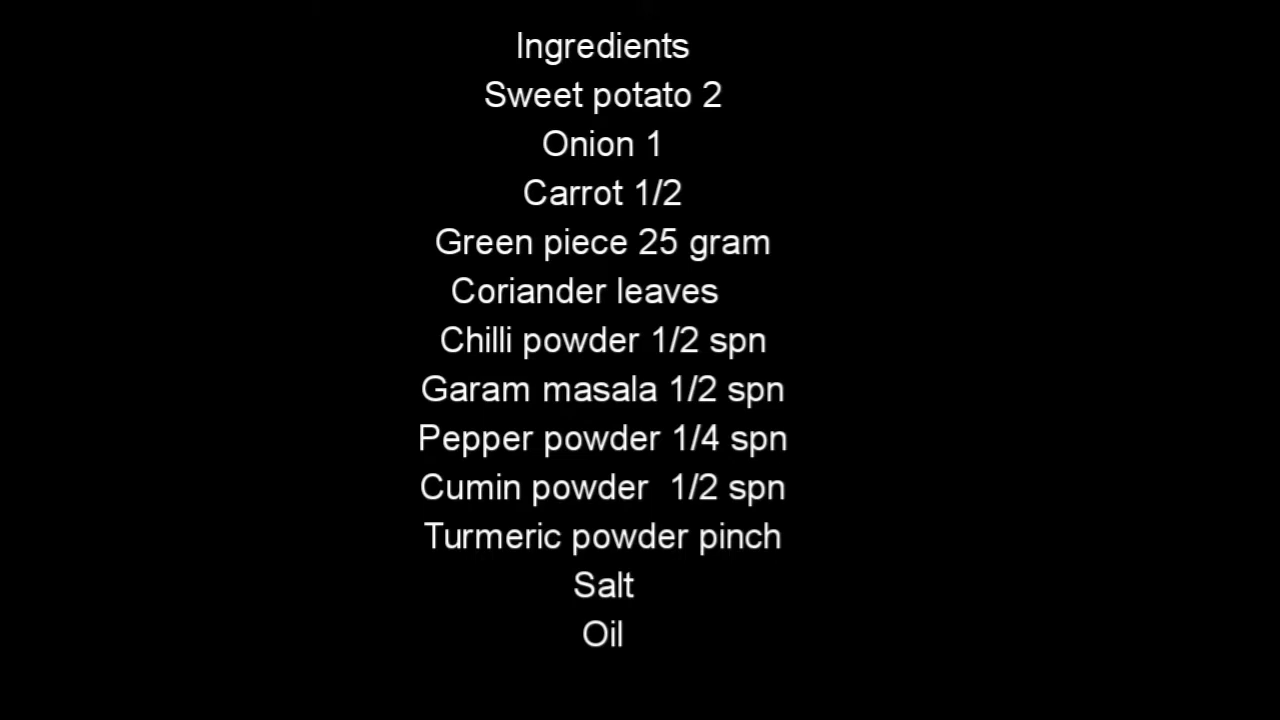 Ingredients
Sweet potato 2
Onion 1
Carrot 1/2
Green piece 25 gram
Coriander leaves
Chilli powder 1/2 spn
Garam masala 1/2 spn
Pepper powder 1/4 spn
Cumin powder  1/2 spn
Turmeric powder pinch
Salt
Oil